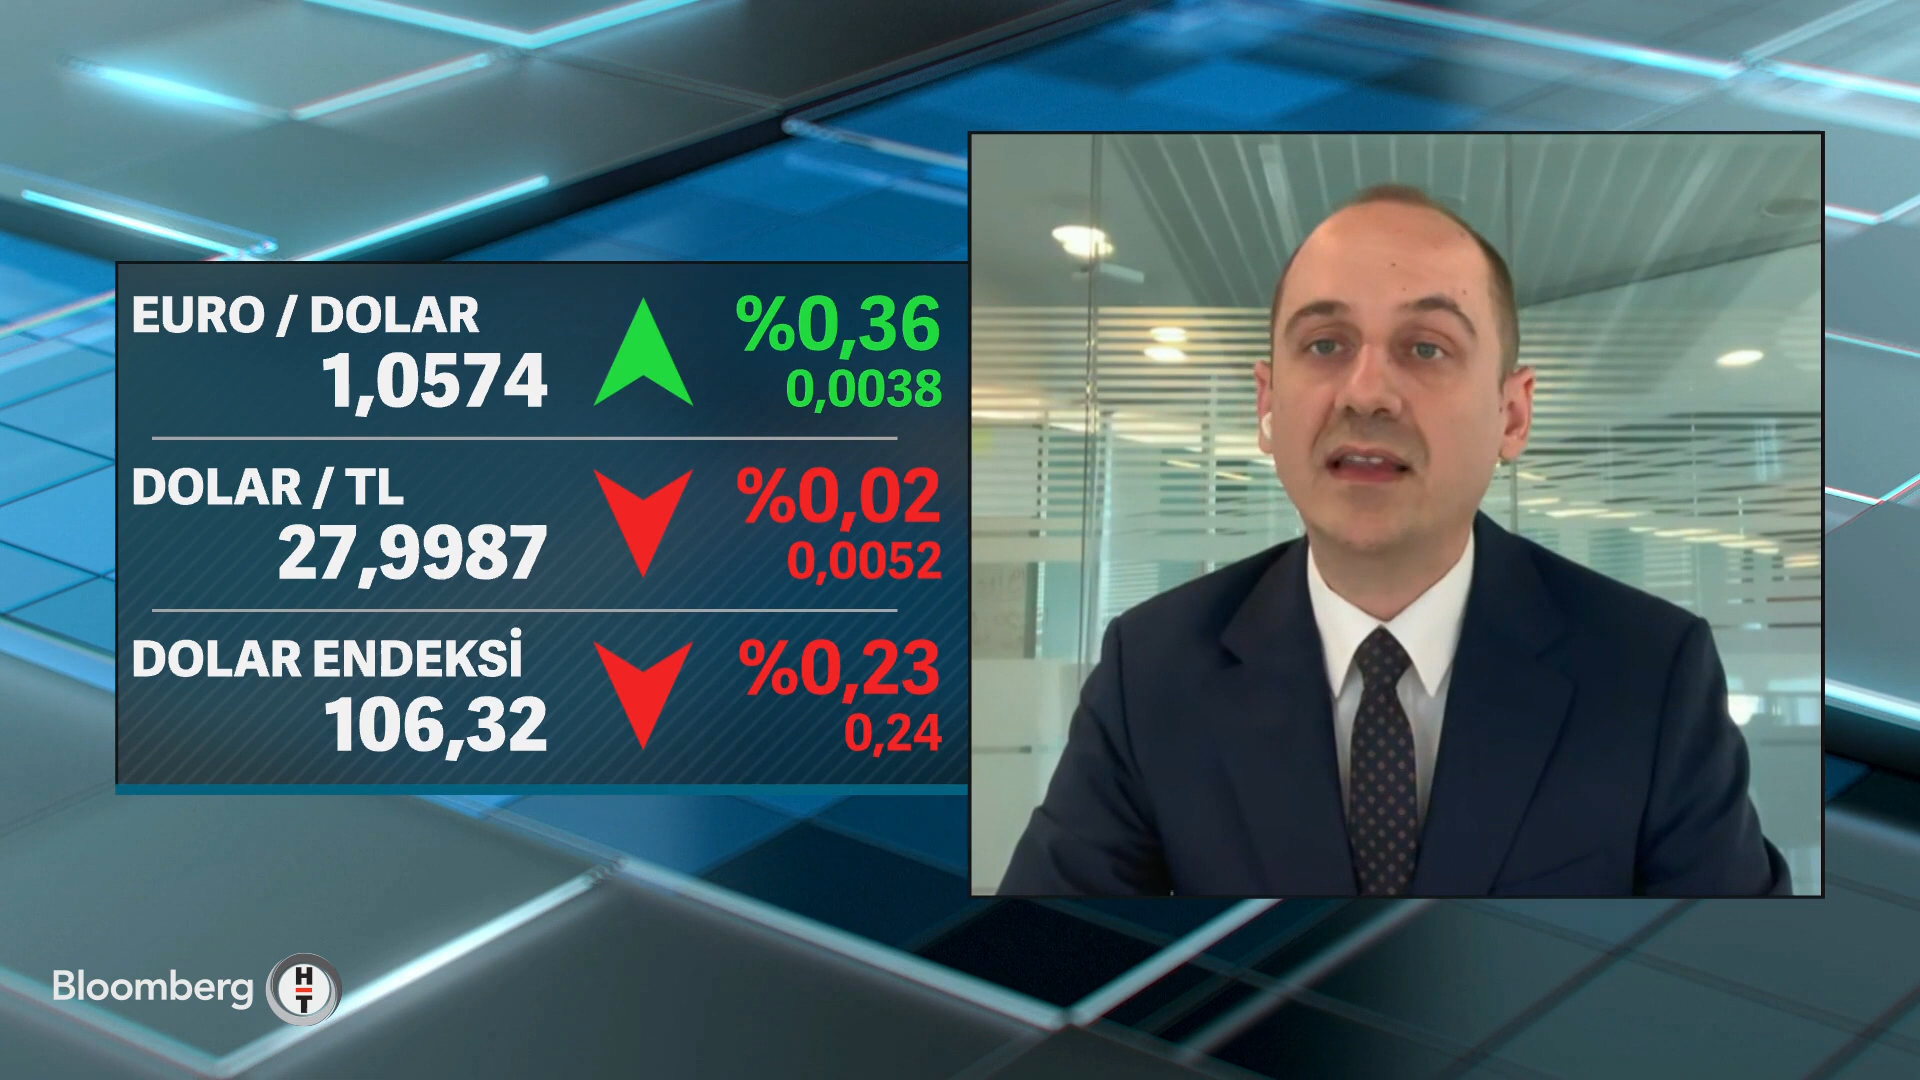 EURO / DOLAR
1,0574
%0,36
0,0038
DOLAR / TL
27,9987
%0,02
0,0052
DOLAR ENDEKSİ
106,32
%0,23
0,24
Bloomberg HT